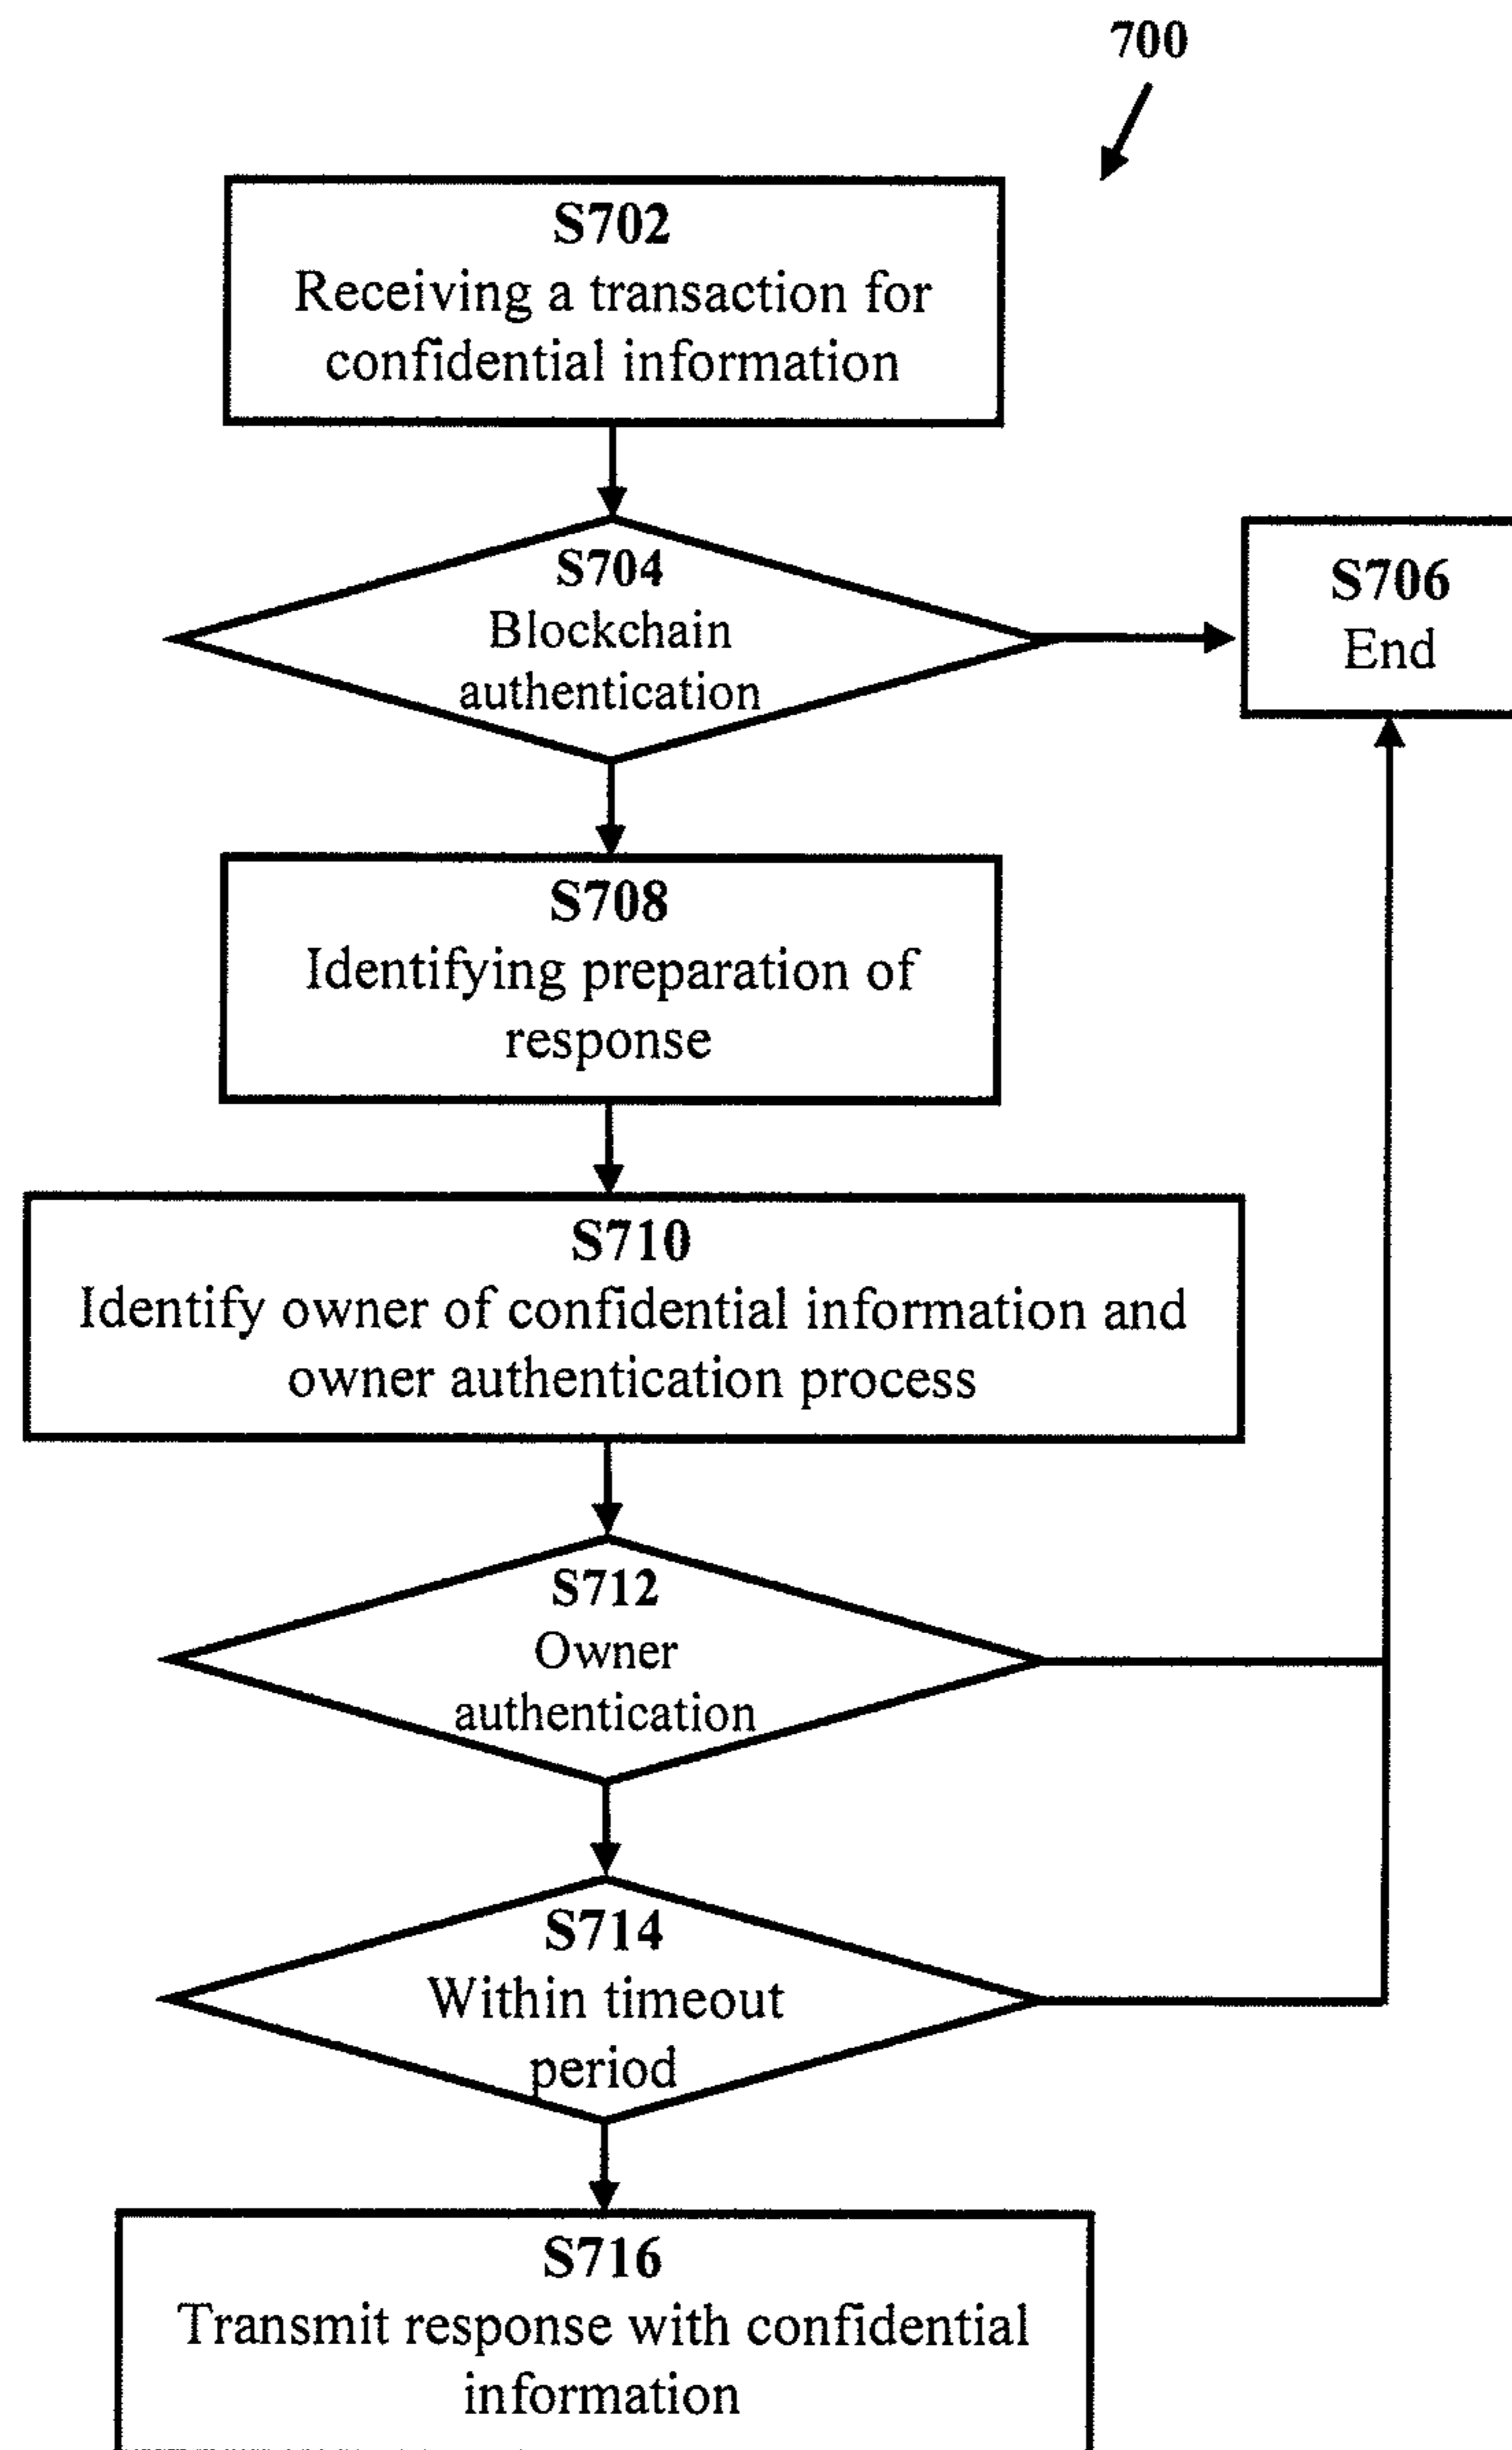 700
S702
Receiving a transaction for
confidential information
S704
Blockchain
authentication
S706
End
S708
Identifying preparation of
response
S710
Identify owner of confidential information and
owner authentication process
S712
Owner
authentication
S714
Within timeout
period
S716
Transmit response with confidential
information